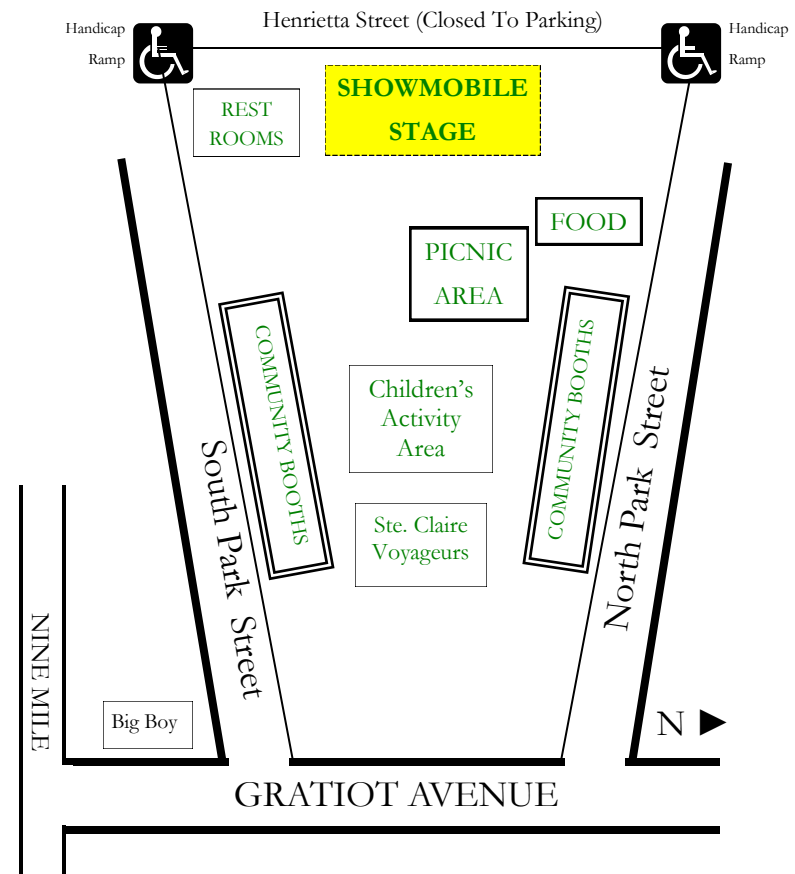 Henrietta Street (Closed To Parking)
Handicap
Ramp
Handicap
Ramp
SHOWMOBILE
STAGE
REST
ROOMS
FOOD
PICNIC
AREA
COMMUNITY BOOTHS
COMMUNITY BOOTHS
Children's
Activity
Area
Ste. Claire
Voyageurs
South Park Street
North Park Street
NINE MILE
Big Boy
N
GRATIOT AVENUE